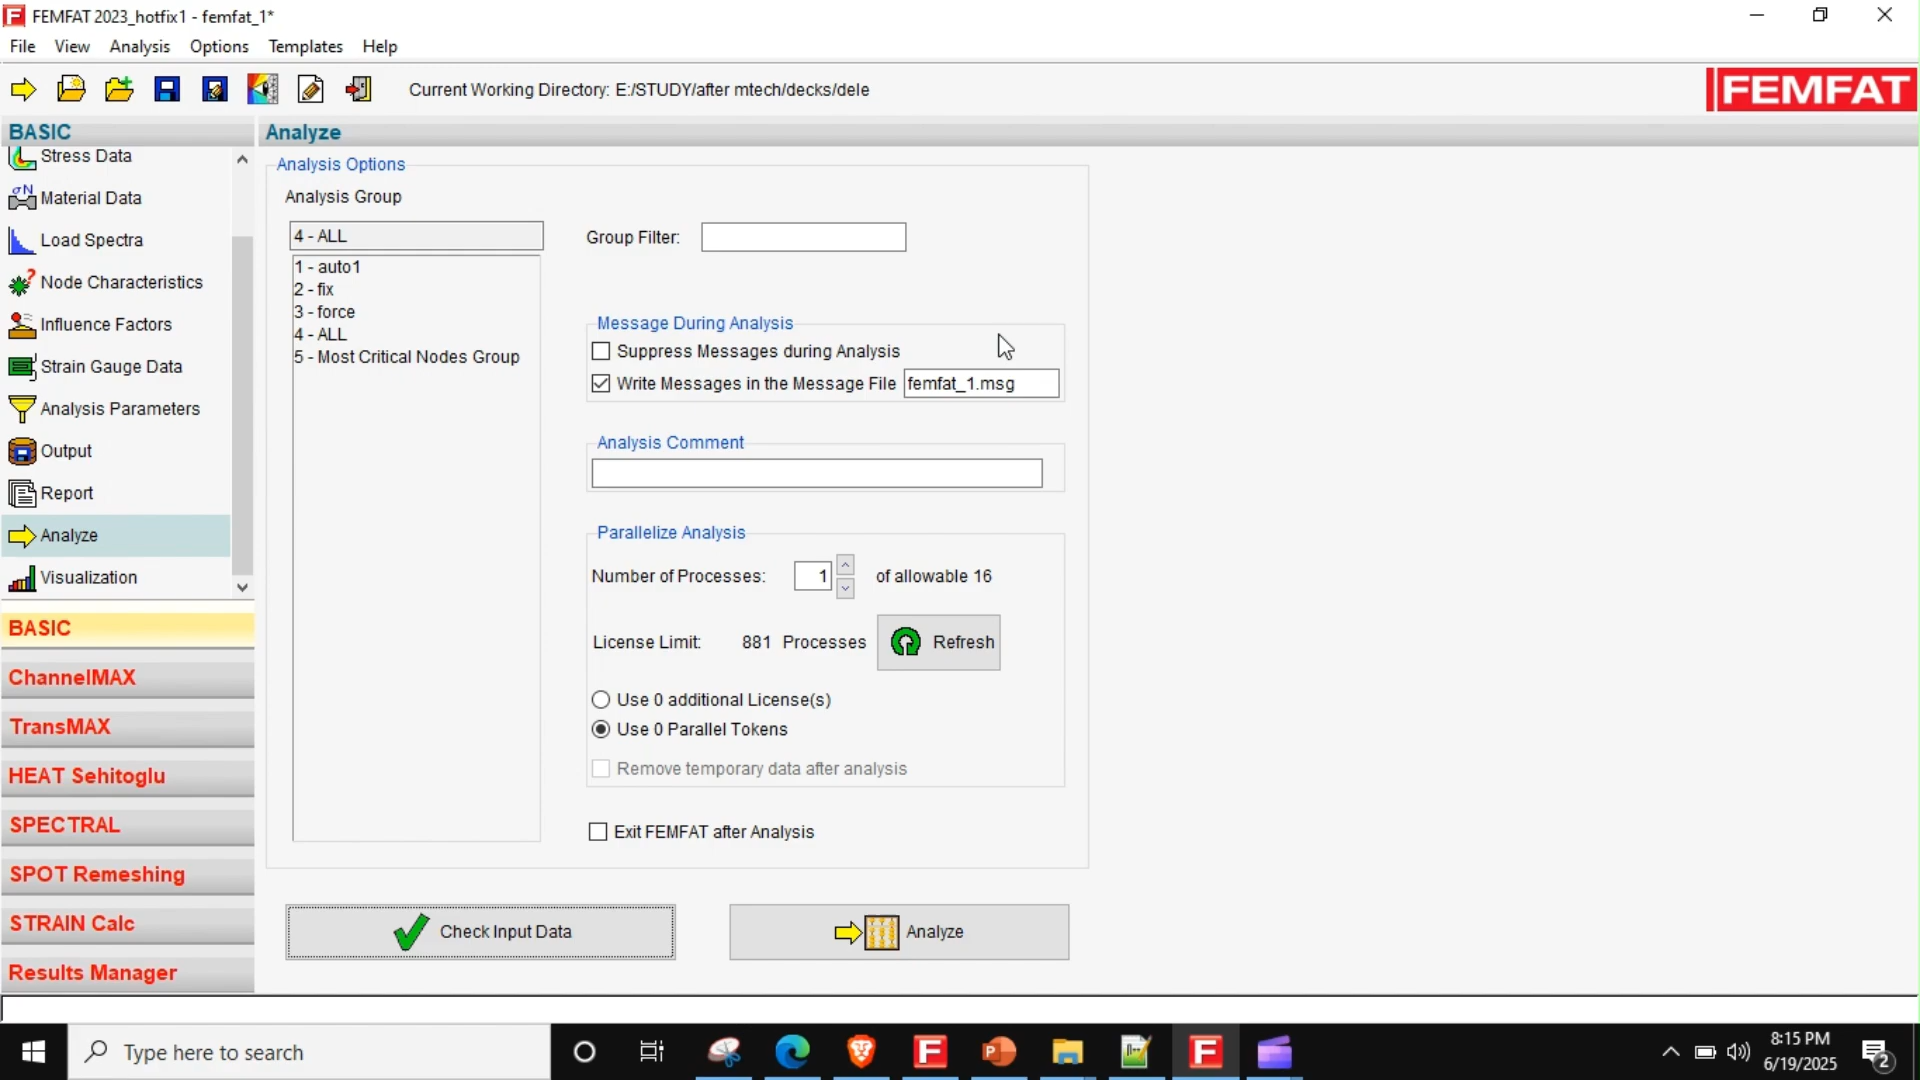 FEMFAT 2023_hotfix1 - femfat_1*
File View Analysis Options Templates Help
Current Working Directory: E:/STUDY/after mtech/decks/dele
FEMFAT
BASIC
Stress Data
σN Material Data
Load Spectra
Node Characteristics
Influence Factors
Strain Gauge Data
Analysis Parameters
Output
Report
Analyze
Visualization
BASIC
ChannelMAX
TransMAX
HEAT Sehitoglu
SPECTRAL
SPOT Remeshing
STRAIN Calc
Results Manager
Analyze
Analysis Options
Analysis Group
4 - ALL
1 - auto1
2 - fix
3 - force
4 - ALL
5 - Most Critical Nodes Group
Group Filter:
Message During Analysis
Suppress Messages during Analysis
Write Messages in the Message File femfat_1.msg
Analysis Comment
Parallelize Analysis
Number of Processes: 1 of allowable 16
License Limit: 881 Processes Refresh
Use 0 additional License(s)
Use 0 Parallel Tokens
Remove temporary data after analysis
Exit FEMFAT after Analysis
Check Input Data
Analyze
Type here to search
8:15 PM
6/19/2025
2